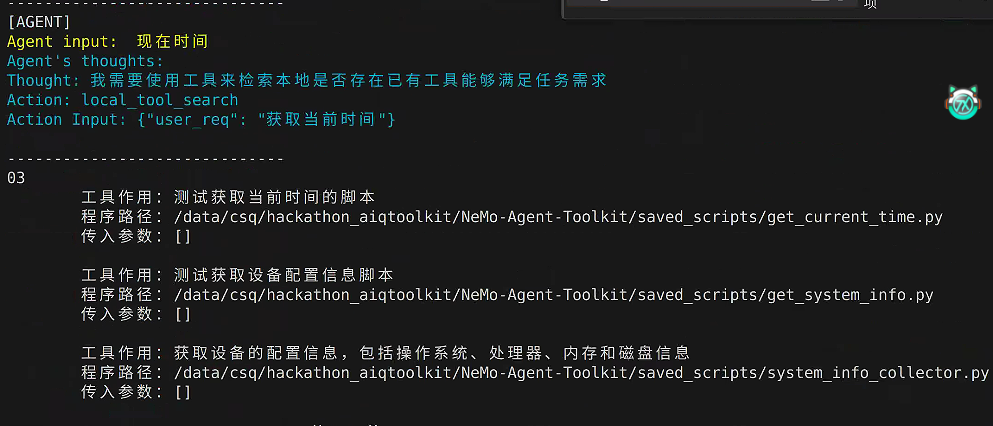 ------------------------------
[AGENT]
Agent input:  现在时间
Agent's thoughts:
Thought: 我需要使用工具来检索本地是否存在已有工具能够满足任务需求
Action: local_tool_search
Action Input: {"user_req": "获取当前时间"}
------------------------------
03
工具作用: 测试获取当前时间的脚本
程序路径: /data/csq/hackathon_aiqtoolkit/NeMo-Agent-Toolkit/saved_scripts/get_current_time.py
传入参数: []
工具作用: 测试获取设备配置信息脚本
程序路径: /data/csq/hackathon_aiqtoolkit/NeMo-Agent-Toolkit/saved_scripts/get_system_info.py
传入参数: []
工具作用: 获取设备的配置信息，包括操作系统、处理器、内存和磁盘信息
程序路径: /data/csq/hackathon_aiqtoolkit/NeMo-Agent-Toolkit/saved_scripts/system_info_collector.py
传入参数: []